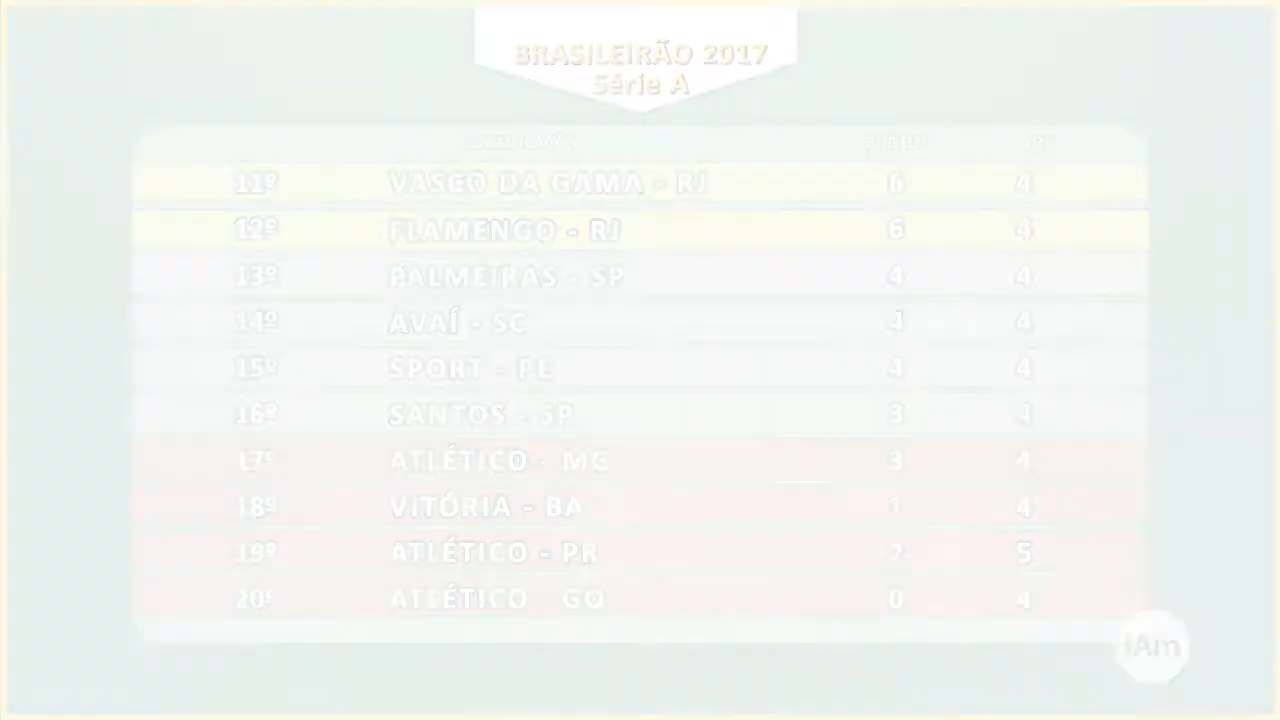 BRASILEIRÃO 2017
Série A
11º VASCO DA GAMA - RJ 6 4
12º FLAMENGO - RJ 6 4
13º PALMEIRAS - SP 4 4
14º AVAÍ - SC 4 4
15º SPORT - PE 4 4
16º SANTOS - SP 3 4
17º ATLÉTICO - MG 3 4
18º VITÓRIA - BA 1 4
19º ATLÉTICO - PR 5
20º ATLÉTICO GO 0 4
iAm